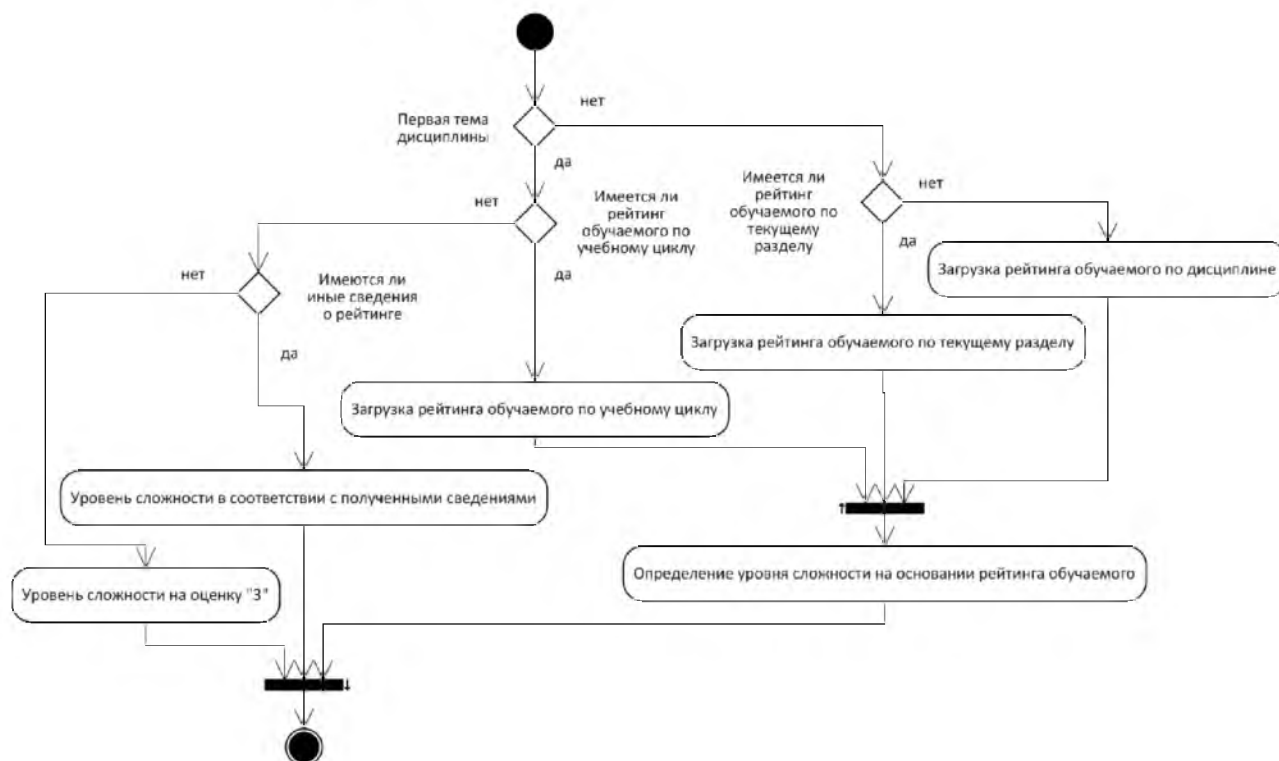 нет
Первая тема
дисциплины
да
Имеется ли
рейтинг
обучаемого по
текущему
разделу
нет
нет
Имеется ли
рейтинг
обучаемого по
учебному циклу
да
Загрузка рейтинга обучаемого по дисциплине
нет
Имеются ли
иные сведения
о рейтинге
да
Загрузка рейтинга обучаемого по текущему разделу
да
Загрузка рейтинга обучаемого по учебному циклу
Уровень сложности в соответствии с полученными сведениями
Определение уровня сложности на основании рейтинга обучаемого
Уровень сложности на оценку "3"